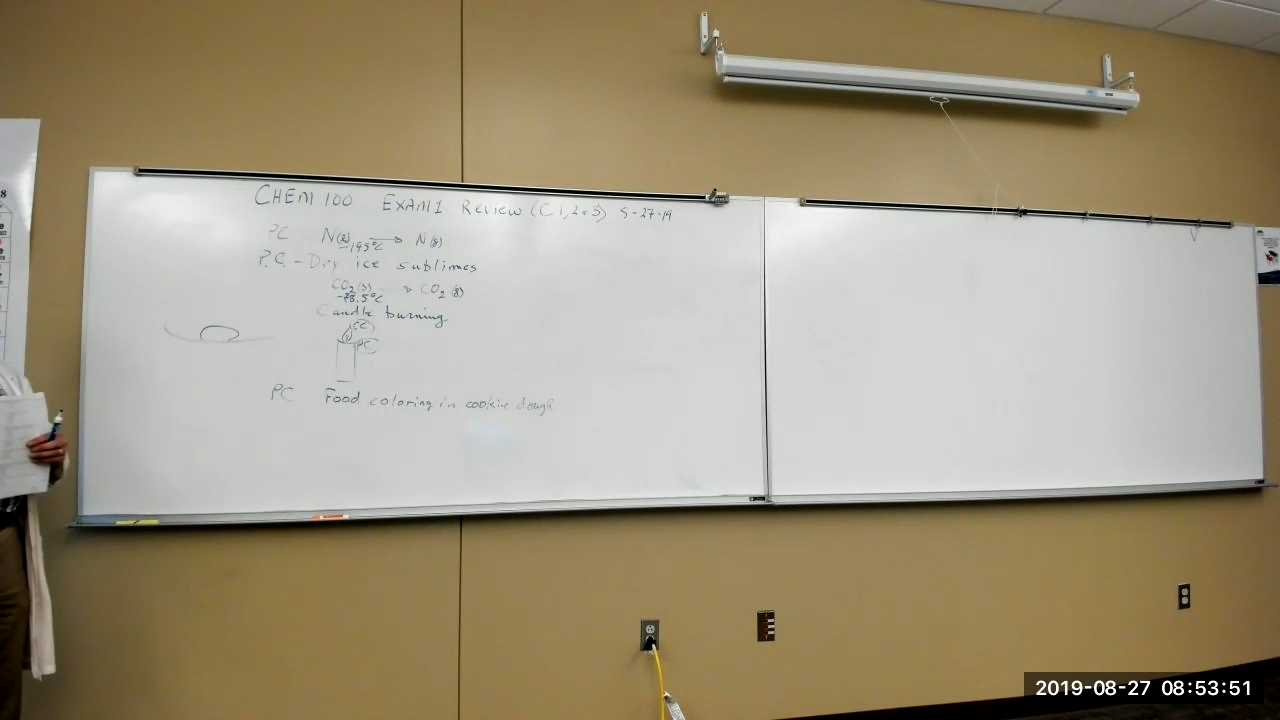 CHEM 100 EXAM 1 Review (C 1, 2 & 3) 8-27-19
PC N(l) -195°C → N(g)
P.C. - Dry ice sublimes
CO2(s) → CO2(g)
-78.5°C
Candle burning
CC
PC
PC Food coloring in cookie dough
2019-08-27 08:53:51